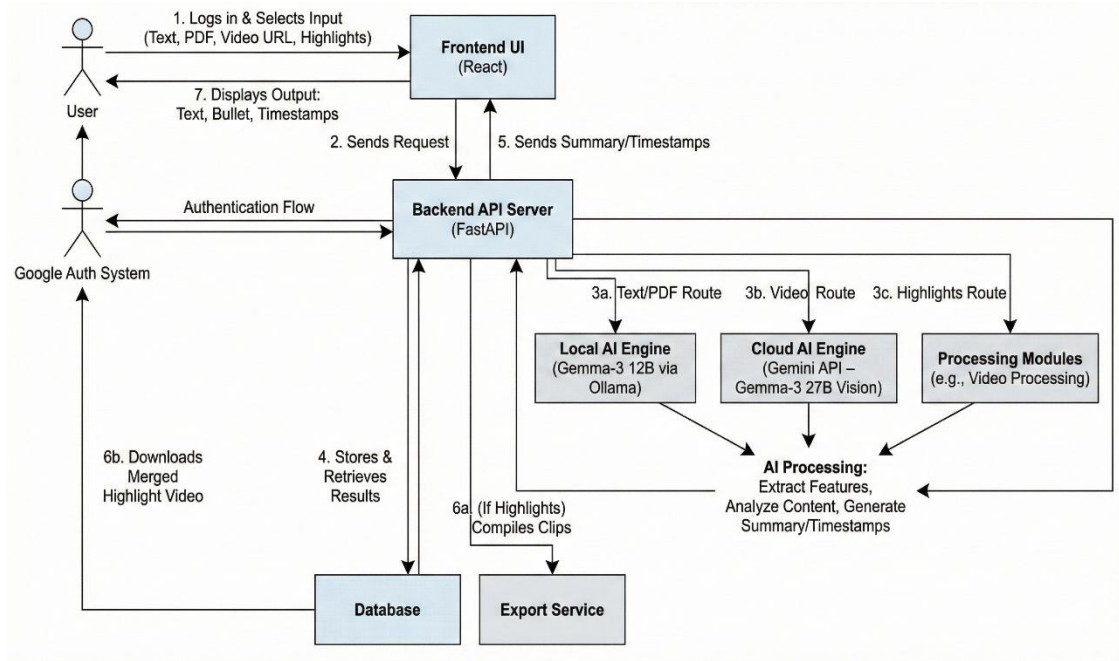 1. Logs in & Selects Input
(Text, PDF, Video URL, Highlights)
Frontend UI
(React)
7. Displays Output:
Text, Bullet, Timestamps
User
2. Sends Request
5. Sends Summary/Timestamps
Authentication Flow
Backend API Server
(FastAPI)
Google Auth System
3a. Text/PDF Route
3b. Video Route
3c. Highlights Route
Local AI Engine
(Gemma-3 12B via
Ollama)
Cloud AI Engine
(Gemini API –
Gemma-3 27B Vision)
Processing Modules
(e.g., Video Processing)
6b. Downloads
Merged
Highlight Video
4. Stores &
Retrieves
Results
AI Processing:
Extract Features,
Analyze Content, Generate
Summary/Timestamps
6a. (If Highlights)
Compiles Clips
Database
Export Service